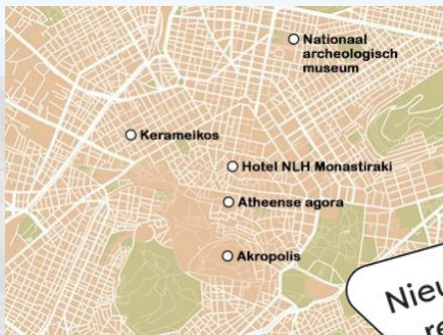 Nationaal
archeologisch
museum
Kerameikos
Hotel NLH Monastiraki
Atheense agora
Akropolis